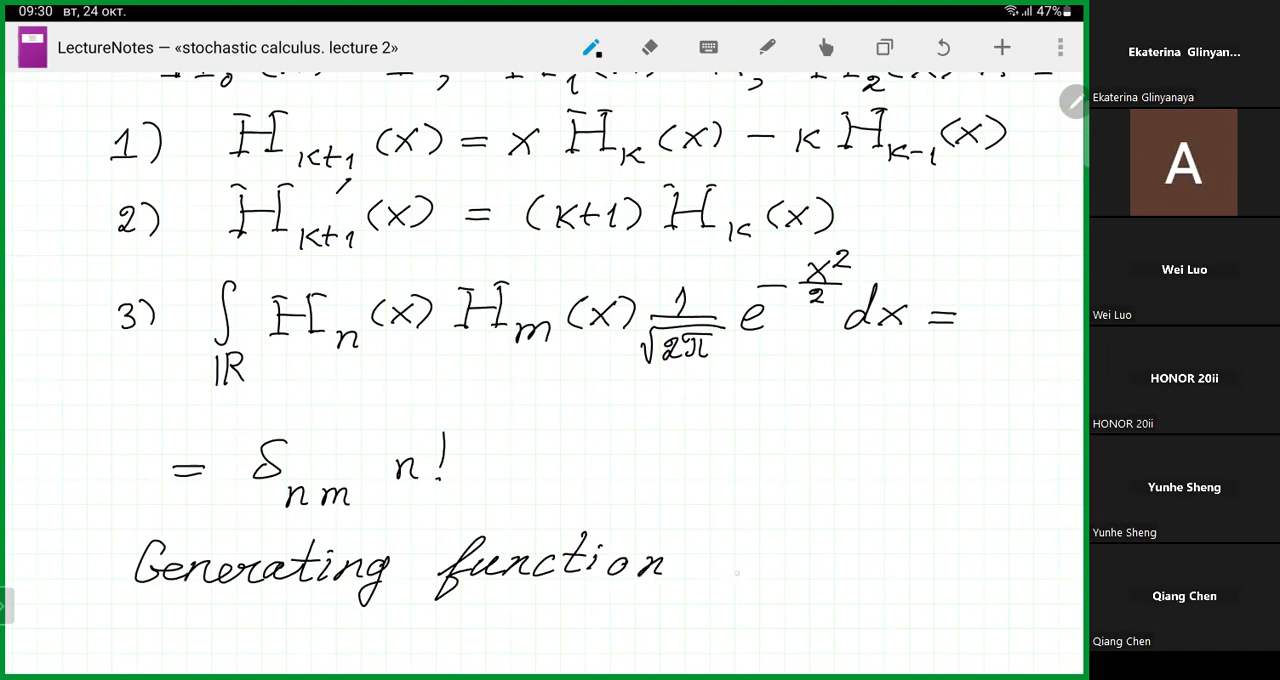 09:30 вт, 24 окт. 47%
LectureNotes — «stochastic calculus. lecture 2»
1) H_{k+1}(x) = x H_k(x) - k H_{k-1}(x)
2) H'_{k+1}(x) = (k+1) H_k(x)
3) ∫_ℝ H_n(x) H_m(x) 1/√(2π) e^{-x²/2} dx =
= δ_{nm} n!
Generating function
Ekaterina Glinyan...
Ekaterina Glinyanaya
A
Wei Luo
Wei Luo
HONOR 20ii
HONOR 20ii
Yunhe Sheng
Yunhe Sheng
Qiang Chen
Qiang Chen